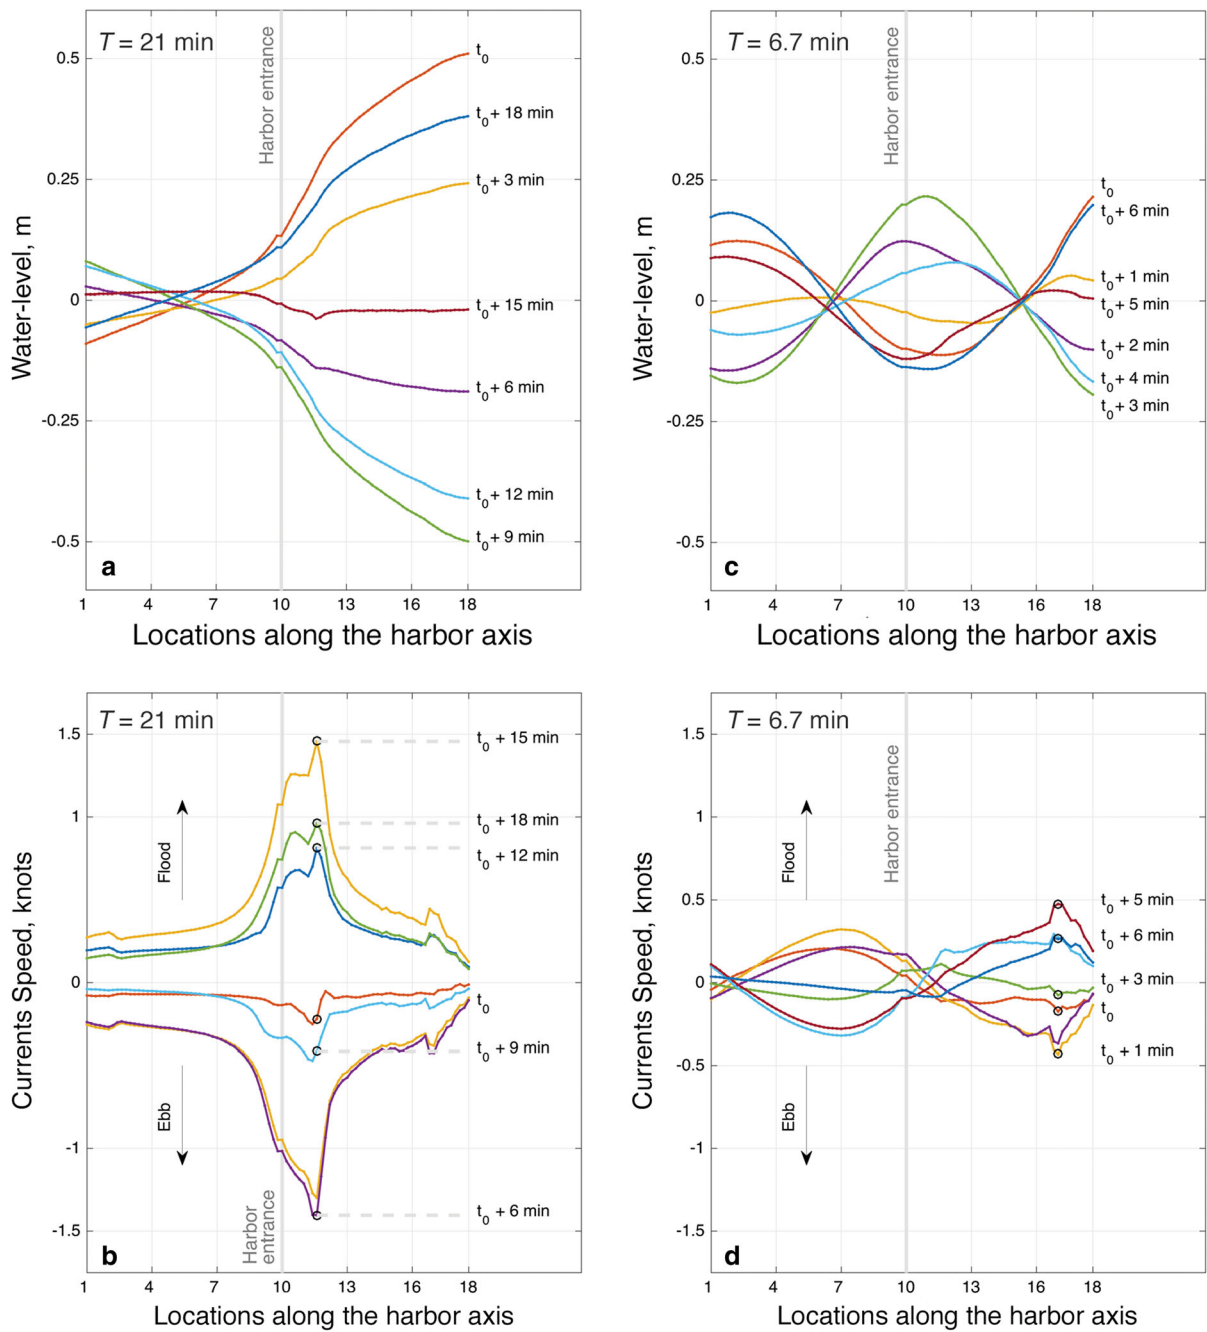 T = 21 min
Harbor entrance
0.5
0.25
0
-0.25
-0.5
Water-level, m
t0
t0 + 18 min
t0 + 3 min
t0 + 15 min
t0 + 6 min
t0 + 12 min
t0 + 9 min
a
1 4 7 10 13 16 18
Locations along the harbor axis
T = 6.7 min
Harbor entrance
0.5
0.25
0
-0.25
-0.5
Water-level, m
t0
t0 + 6 min
t0 + 1 min
t0 + 5 min
t0 + 2 min
t0 + 4 min
t0 + 3 min
c
1 4 7 10 13 16 18
Locations along the harbor axis
T = 21 min
1.5
1
0.5
0
-0.5
-1
-1.5
Currents Speed, knots
Flood
Ebb
Harbor
entrance
t0 + 15 min
t0 + 18 min
t0 + 12 min
t0
t0 + 9 min
t0 + 6 min
b
1 4 7 10 13 16 18
Locations along the harbor axis
T = 6.7 min
Harbor entrance
1.5
1
0.5
0
-0.5
-1
-1.5
Currents Speed, knots
Flood
Ebb
t0 + 5 min
t0 + 6 min
t0 + 3 min
t0
t0 + 1 min
d
1 4 7 10 13 16 18
Locations along the harbor axis